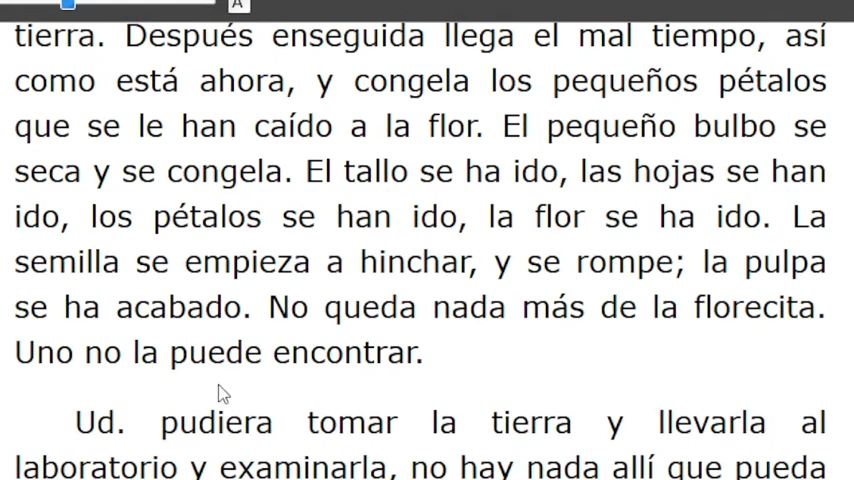 A
tierra. Después enseguida llega el mal tiempo, así
como está ahora, y congela los pequeños pétalos
que se le han caído a la flor. El pequeño bulbo se
seca y se congela. El tallo se ha ido, las hojas se han
ido, los pétalos se han ido, la flor se ha ido. La
semilla se empieza a hinchar, y se rompe; la pulpa
se ha acabado. No queda nada más de la florecita.
Uno no la puede encontrar.
Ud. pudiera tomar la tierra y llevarla al
laboratorio y examinarla, no hay nada allí que pueda